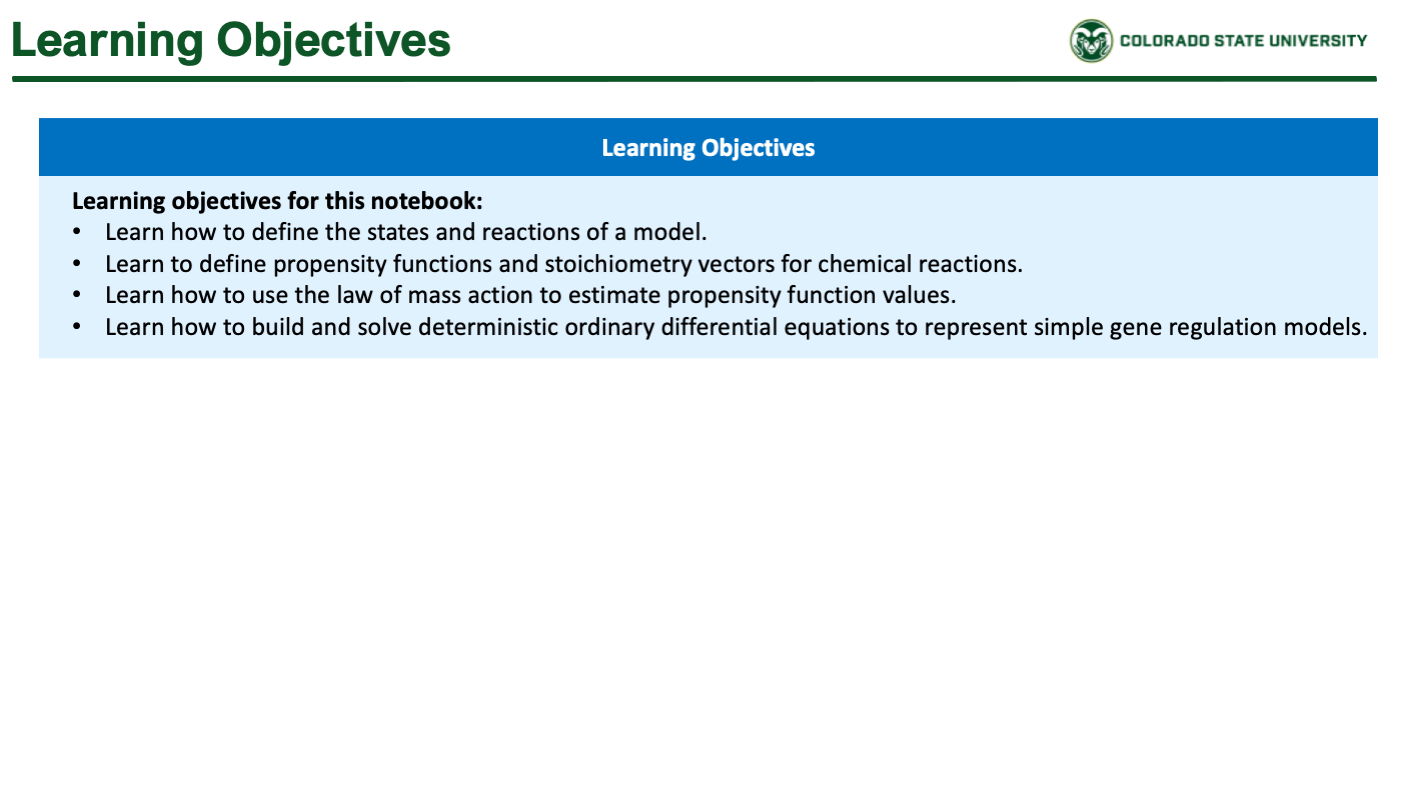 Learning Objectives
COLORADO STATE UNIVERSITY
Learning Objectives
Learning objectives for this notebook:
• Learn how to define the states and reactions of a model.
• Learn to define propensity functions and stoichiometry vectors for chemical reactions.
• Learn how to use the law of mass action to estimate propensity function values.
• Learn how to build and solve deterministic ordinary differential equations to represent simple gene regulation models.